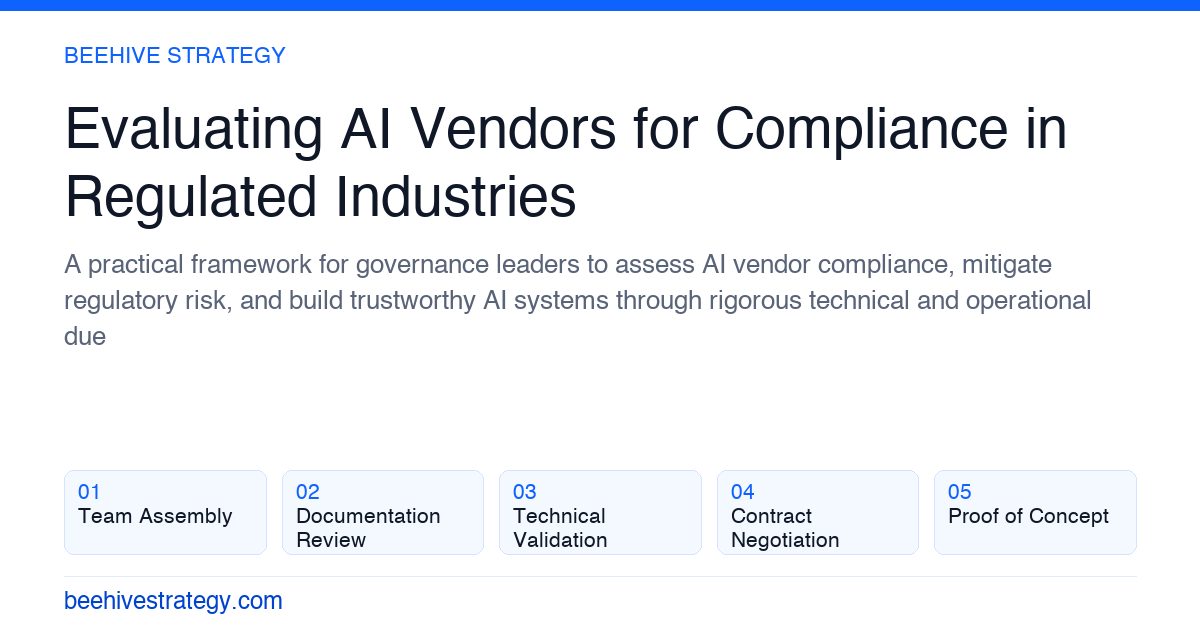 BEEHIVE STRATEGY
Evaluating AI Vendors for Compliance in
Regulated Industries
A practical framework for governance leaders to assess AI vendor compliance, mitigate
regulatory risk, and build trustworthy AI systems through rigorous technical and operational
due
01
Team Assembly
02
Documentation
Review
03
Technical
Validation
04
Contract
Negotiation
05
Proof of Concept
beehivestrategy.com